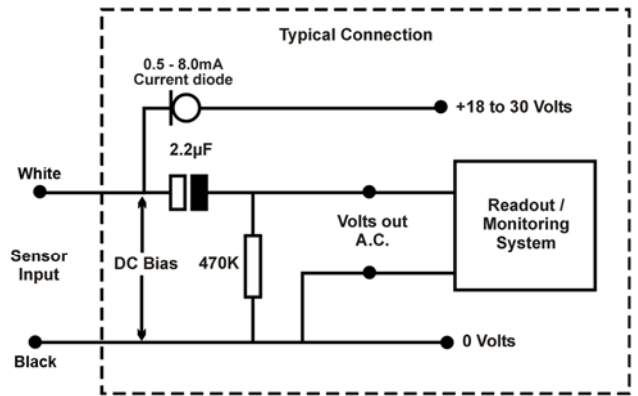 Typical Connection
0.5 - 8.0mA
Current diode
+18 to 30 Volts
2.2µF
White
Readout /
Monitoring
System
Volts out
A.C.
Sensor
Input
DC Bias
470K
0 Volts
Black